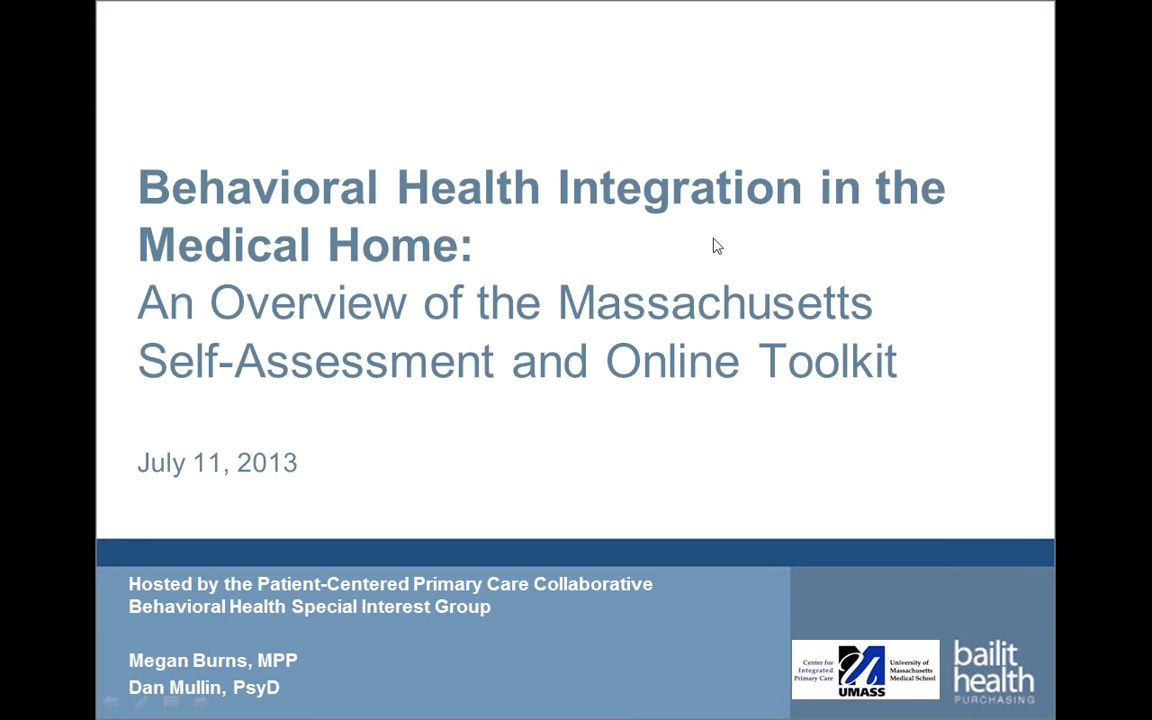 Behavioral Health Integration in the
Medical Home:
An Overview of the Massachusetts
Self-Assessment and Online Toolkit
July 11, 2013
Hosted by the Patient-Centered Primary Care Collaborative
Behavioral Health Special Interest Group
Megan Burns, MPP
Dan Mullin, PsyD
Center for
Integrated
Primary Care
UMASS
University of
Massachusetts
Medical School
bailit
health
PURCHASING